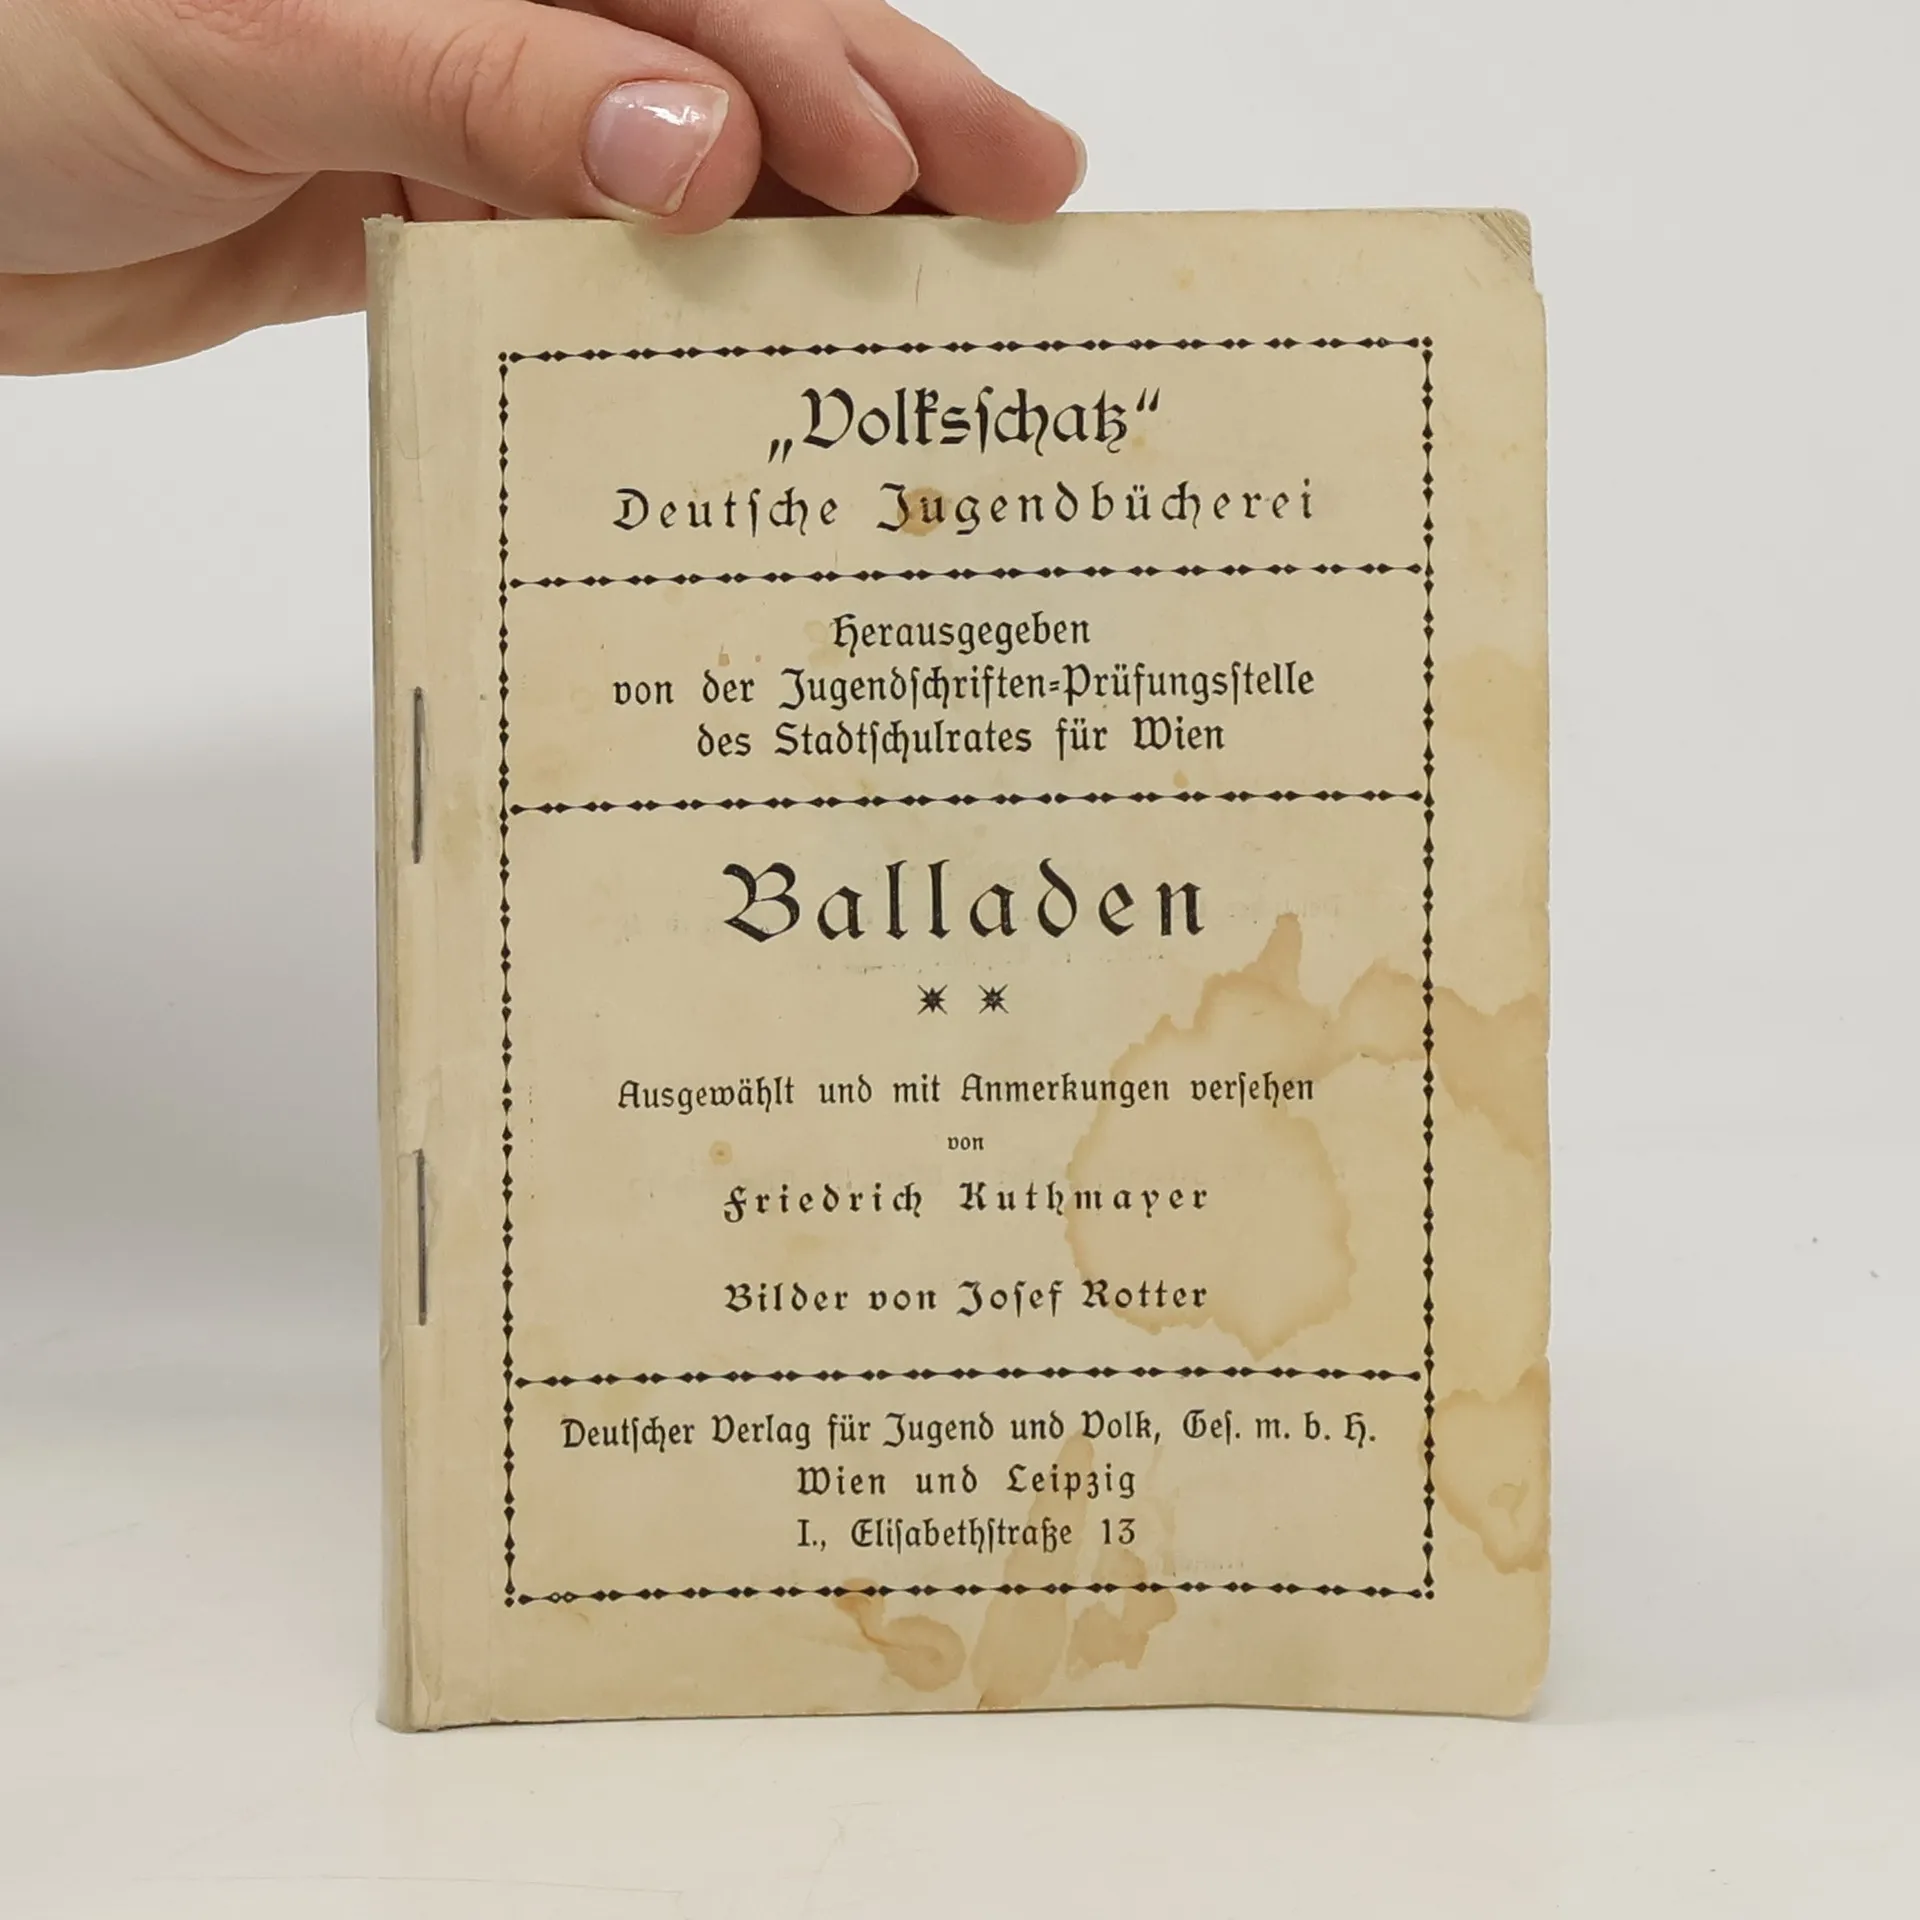 „Volksschatz“
Deutsche Jugendbücherei
Herausgegeben
von der Jugendschriften=Prüfungsstelle
des Stadtschulrates für Wien
Balladen
Ausgewählt und mit Anmerkungen versehen
von
Friedrich Kuthmayer
Bilder von Josef Rotter
Deutscher Verlag für Jugend und Volk, Ges. m. b. H.
Wien und Leipzig
I., Elisabethstraße 13